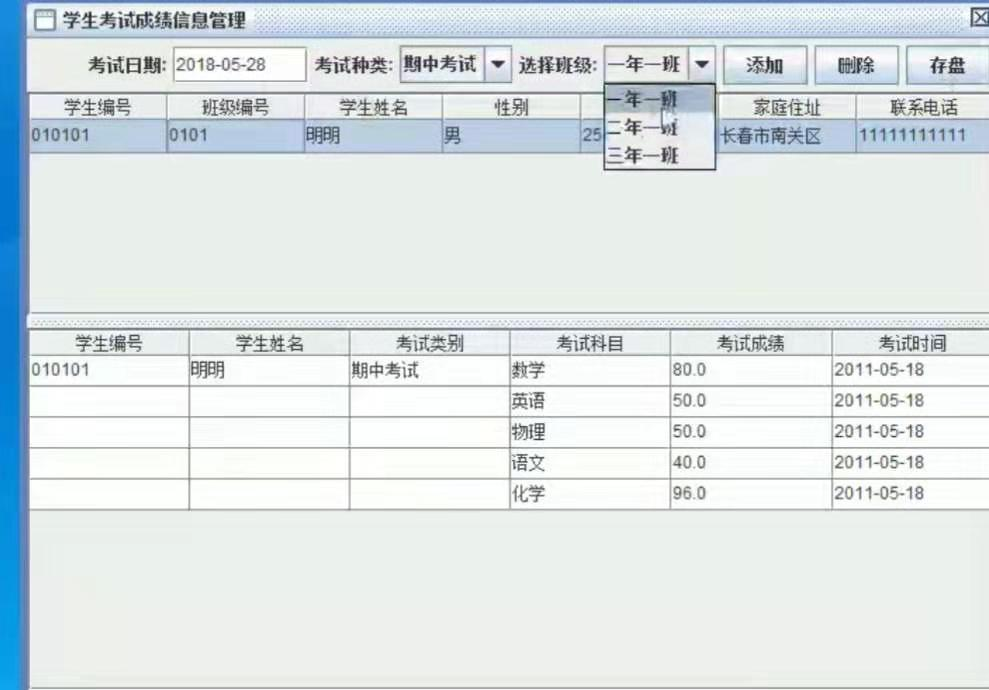 学生考试成绩信息管理
考试日期: 2018-05-28 考试种类: 期中考试 选择班级: 一年一班 添加 删除 存盘
学生编号 班级编号 学生姓名 性别 家庭住址 联系电话
010101 0101 明明 男 25 长春市南关区 11111111111
一年一班
二年一班
三年一班
学生编号 学生姓名 考试类别 考试科目 考试成绩 考试时间
010101 明明 期中考试 数学 80.0 2011-05-18
英语 50.0 2011-05-18
物理 50.0 2011-05-18
语文 40.0 2011-05-18
化学 96.0 2011-05-18